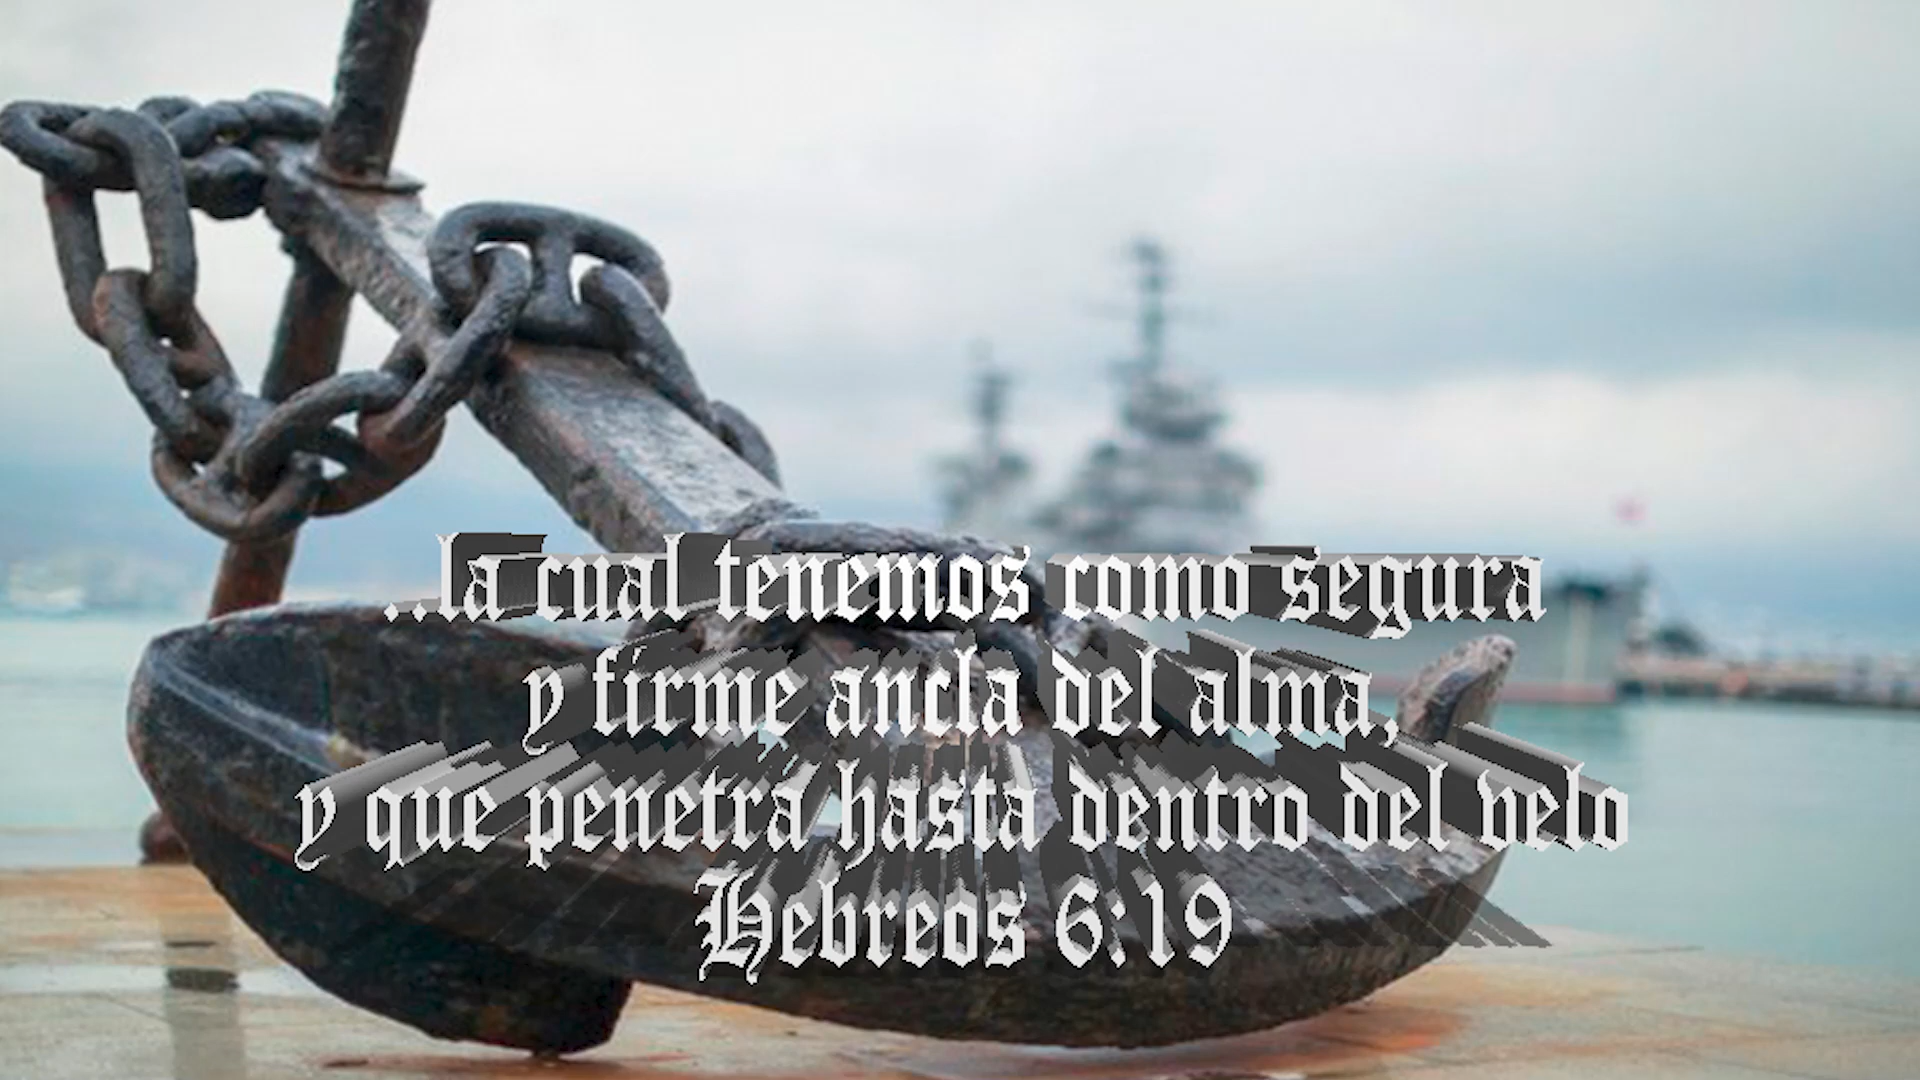 ..la cual tenemos como segura
y firme ancla del alma,
y que penetra hasta dentro del velo
Hebreos 6:19